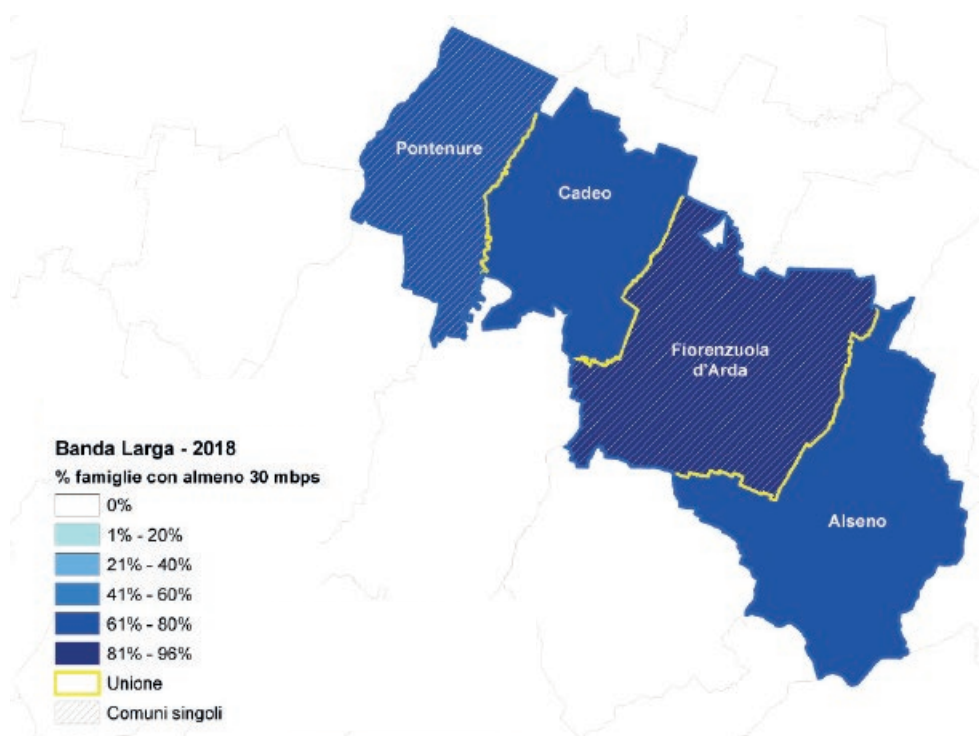 Pontenure
Cadeo
Fiorenzuola
d'Arda
Alseno
Banda Larga - 2018
% famiglie con almeno 30 mbps
0%
1% - 20%
21% - 40%
41% - 60%
61% - 80%
81% - 96%
Unione
Comuni singoli